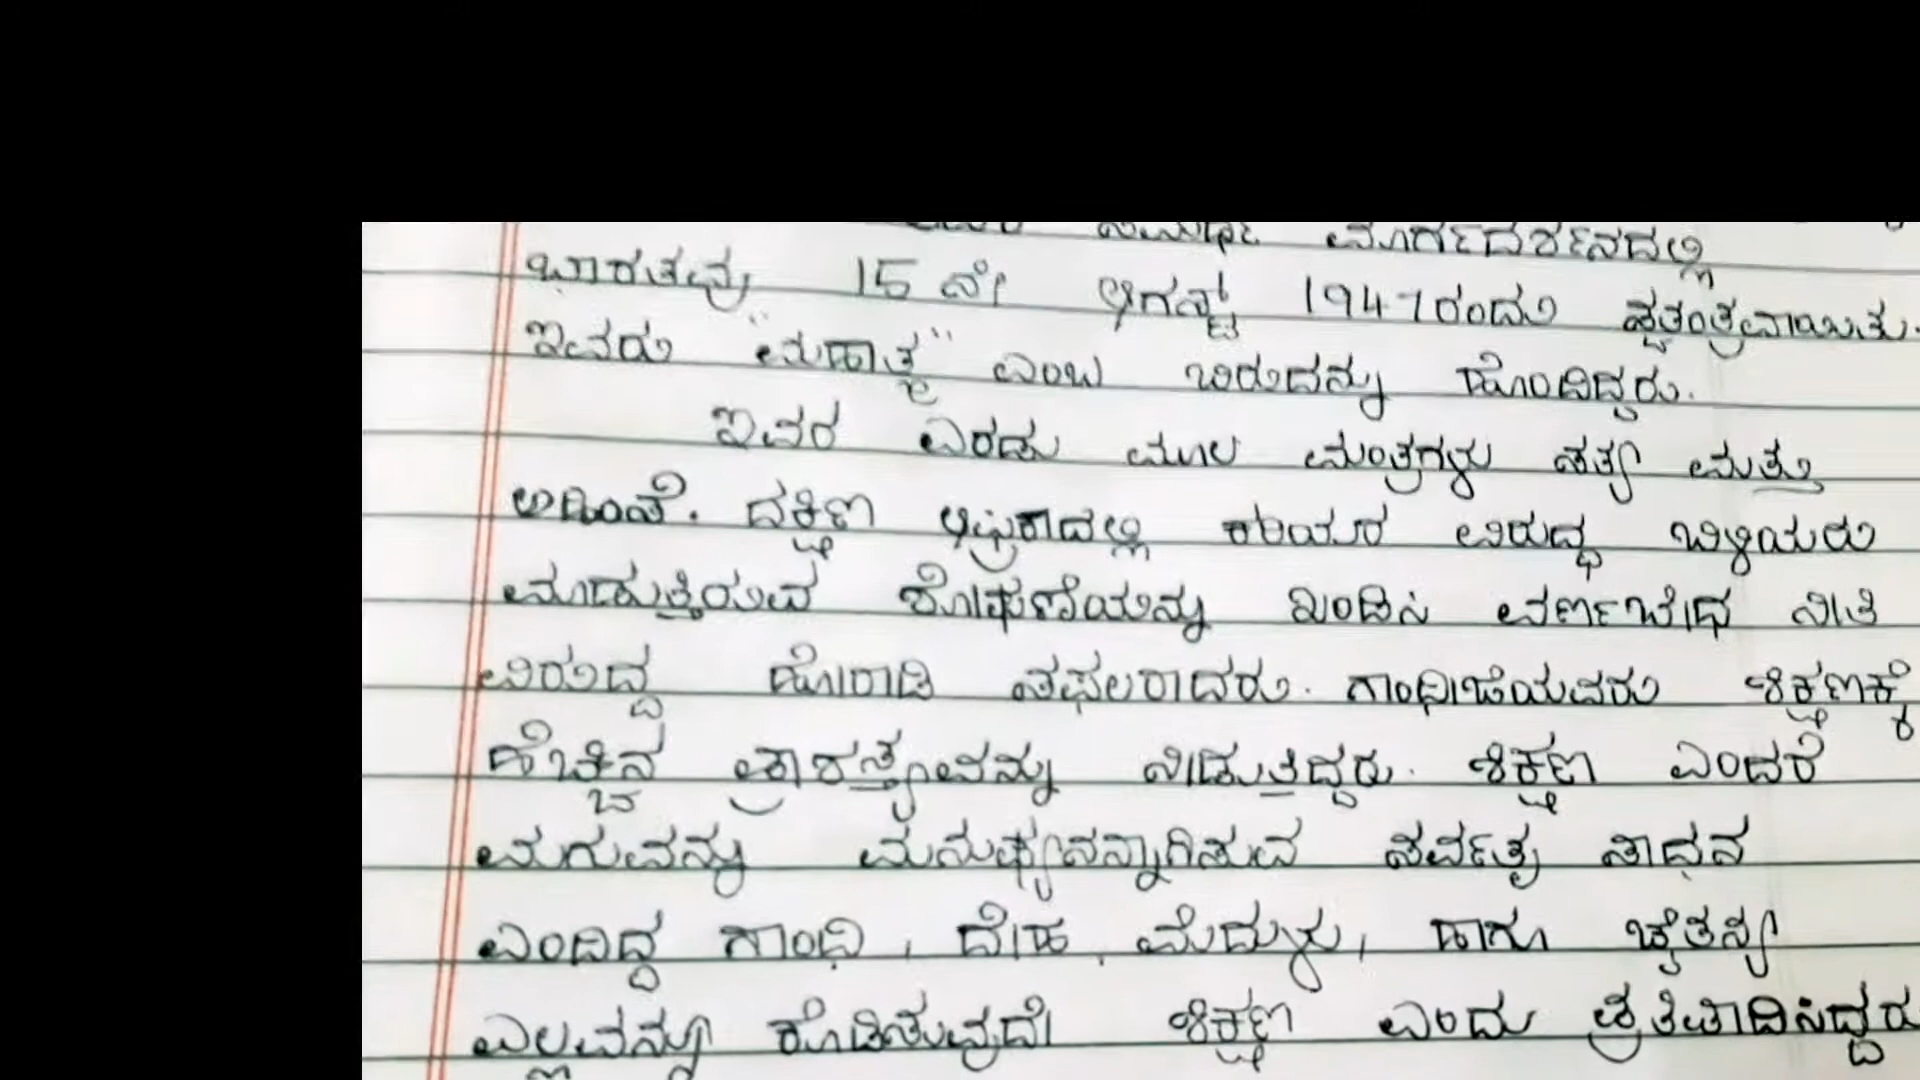 ಮಾರ್ಗದರ್ಶನದಲ್ಲಿ
ಭಾರತವು 15ನೇ ಆಗಸ್ಟ್ 1947ರಂದು ಸ್ವತಂತ್ರವಾಯಿತು.
ಇವರು "ಮಹಾತ್ಮ" ಎಂಬ ಬಿರುದನ್ನು ಹೊಂದಿದ್ದರು.
ಇವರ ಎರಡು ಮೂಲ ಮಂತ್ರಗಳು ಸತ್ಯ ಮತ್ತು
ಅಹಿಂಸೆ. ದಕ್ಷಿಣ ಆಫ್ರಿಕಾದಲ್ಲಿ ಕರಿಯರ ವಿರುದ್ಧ ಬಿಳಿಯರು
ಮಾಡುತ್ತಿರುವ ಶೋಷಣೆಯನ್ನು ಖಂಡಿಸಿ ವರ್ಣಭೇಧ ನೀತಿ
ವಿರುದ್ದ ಹೋರಾಡಿ ಸಫಲರಾದರು. ಗಾಂಧೀಜಿಯವರು ಶಿಕ್ಷಣಕ್ಕೆ
ಹೆಚ್ಚಿನ ಪ್ರಾಶಸ್ತ್ಯವನ್ನು ನೀಡುತ್ತಿದ್ದರು. ಶಿಕ್ಷಣ ಎಂದರೆ
ಮಗುವನ್ನು ಮನುಷ್ಯನನ್ನಾಗಿಸುವ ಸರ್ವತ್ಯ ಸಾಧನ
ಎಂದಿದ್ದ ಗಾಂಧಿ, ದೇಹ, ಮೆದುಳು, ಹಾಗೂ ಚೈತನ್ಯ
ಎಲ್ಲವನ್ನೂ ಕೊಡಿಸುವುದೇ ಶಿಕ್ಷಣ ಎಂದು ಪ್ರತಿಪಾದಿಸಿದ್ದರು